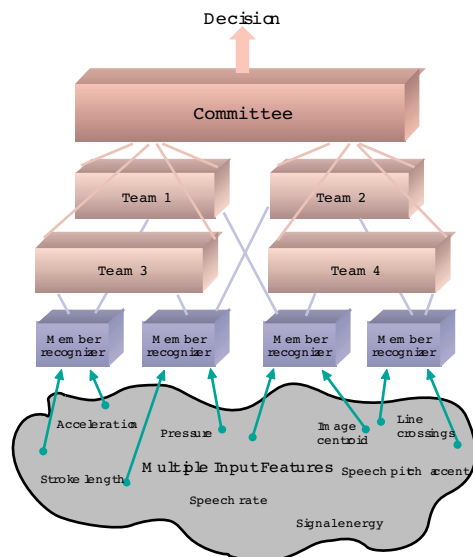 Decision
Committee
Team 1
Team 2
Team 3
Team 4
Member
recognizer
Member
recognizer
Member
recognizer
Member
recognizer
Acceleration
Pressure
Image
centroid
Line
crossings
Stroke length
Multiple Input Features
Speech pitch accent
Speech rate
Signal energy